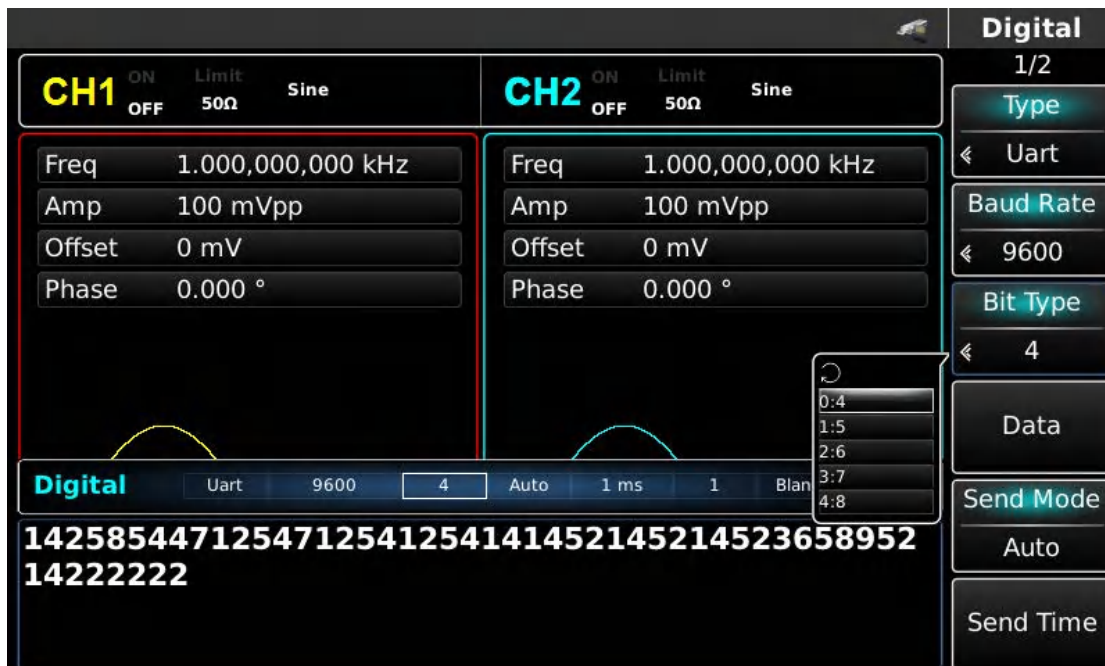 Digital
1/2
CH1 ON OFF Limit 50Ω Sine
CH2 ON OFF Limit 50Ω Sine
Freq 1.000,000,000 kHz
Amp 100 mVpp
Offset 0 mV
Phase 0.000 °
Freq 1.000,000,000 kHz
Amp 100 mVpp
Offset 0 mV
Phase 0.000 °
Type
Uart
Baud Rate
9600
Bit Type
4
0:4
1:5
2:6
3:7
4:8
Data
Send Mode
Auto
Send Time
Digital Uart 9600 4 Auto 1 ms 1 Blan
14258544712547125412541414521452145236589​52
14222222